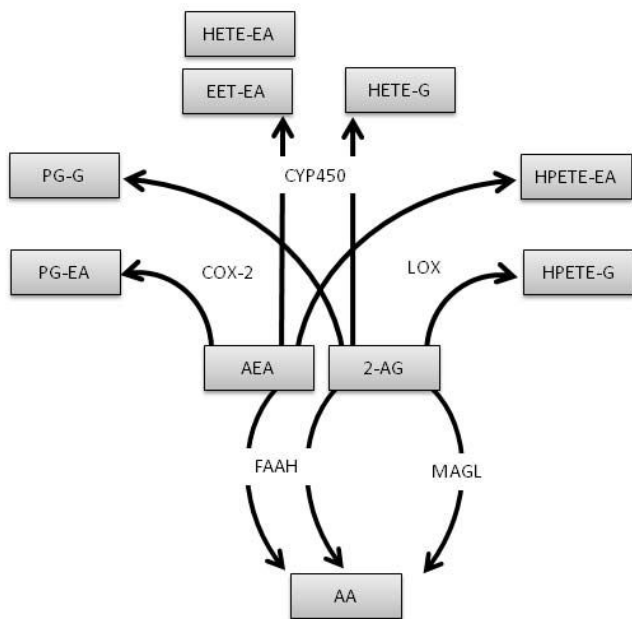 HETE-EA
EET-EA
HETE-G
CYP450
PG-G
HPETE-EA
PG-EA
COX-2
LOX
HPETE-G
AEA
2-AG
FAAH
MAGL
AA